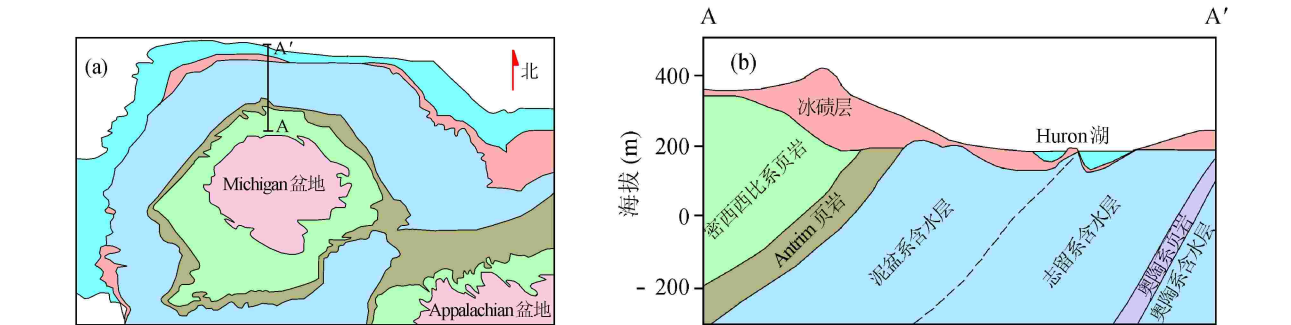 (a)
A′
北
A
Michigan 盆地
Appalachian 盆地
A
A′
(b)
400
200
0
- 200
海拔 (m)
冰碛层
Huron 湖
密西西比系页岩
Antrim 页岩
泥盆系含水层
志留系含水层
奥陶系页岩
奥陶系含水层